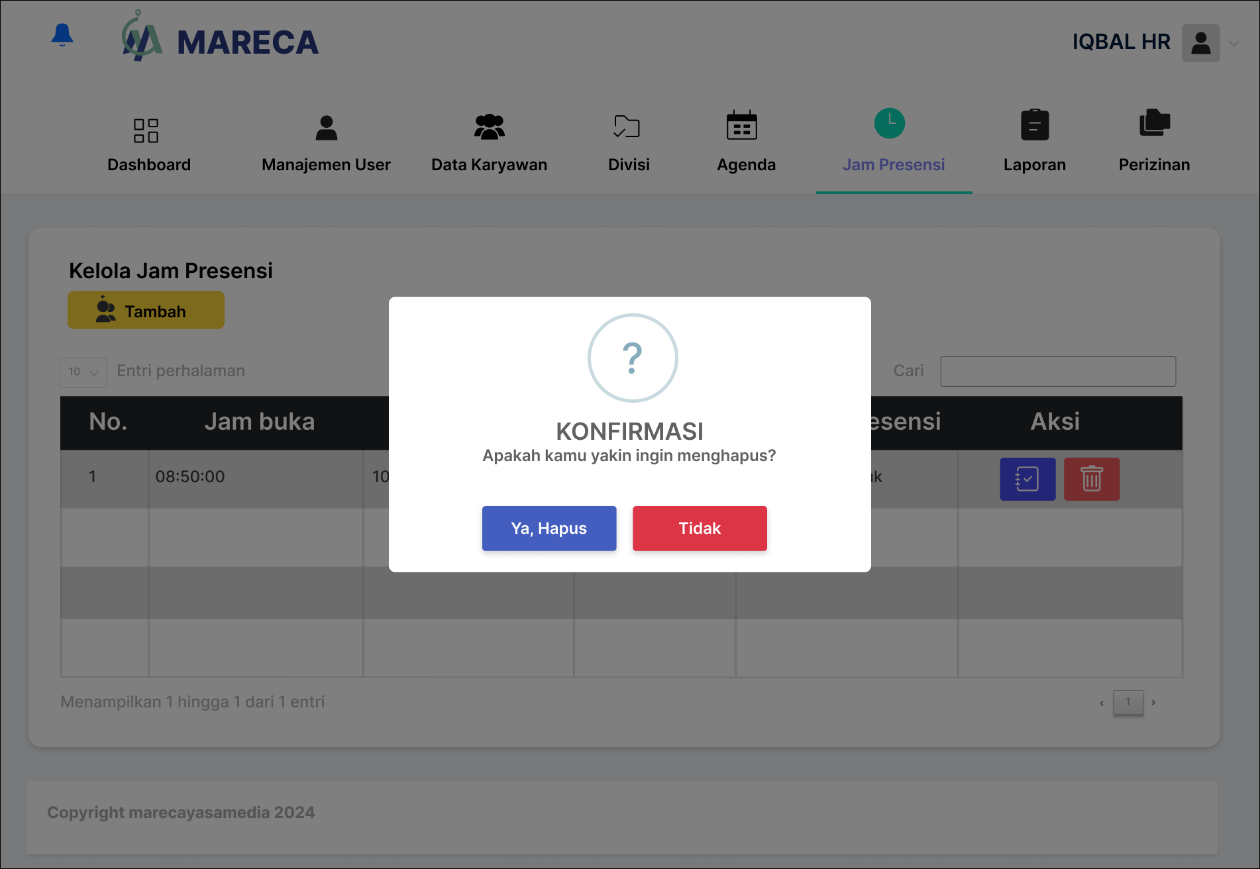 MARECA
IQBAL HR
Dashboard
Manajemen User
Data Karyawan
Divisi
Agenda
Jam Presensi
Laporan
Perizinan
Kelola Jam Presensi
Tambah
10
Entri perhalaman
Cari
No.
Jam buka
esensi
Aksi
1
08:50:00
10
?
KONFIRMASI
Apakah kamu yakin ingin menghapus?
Ya, Hapus
Tidak
Menampilkan 1 hingga 1 dari 1 entri
‹ 1 ›
Copyright marecayasamedia 2024